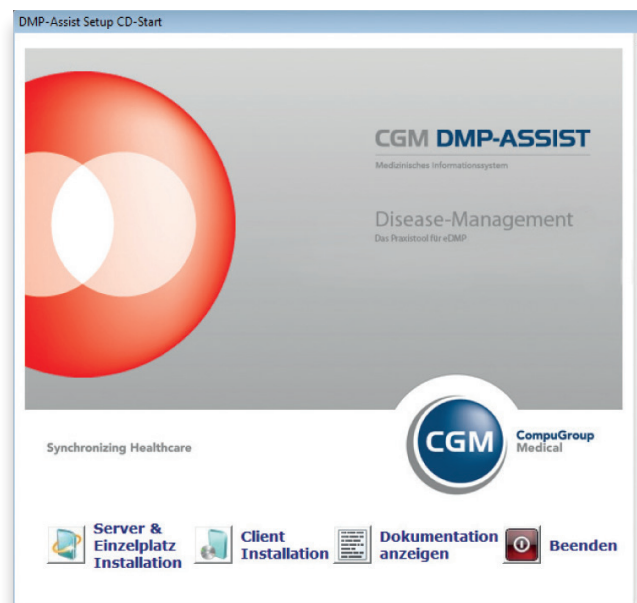 DMP-Assist Setup CD-Start
CGM DMP-ASSIST
Medizinisches Informationssystem
Disease-Management
Das Praxistool für eDMP
Synchronizing Healthcare
CGM
CompuGroup
Medical
Server &
Einzelplatz
Installation
Client
Installation
Dokumentation
anzeigen
Beenden